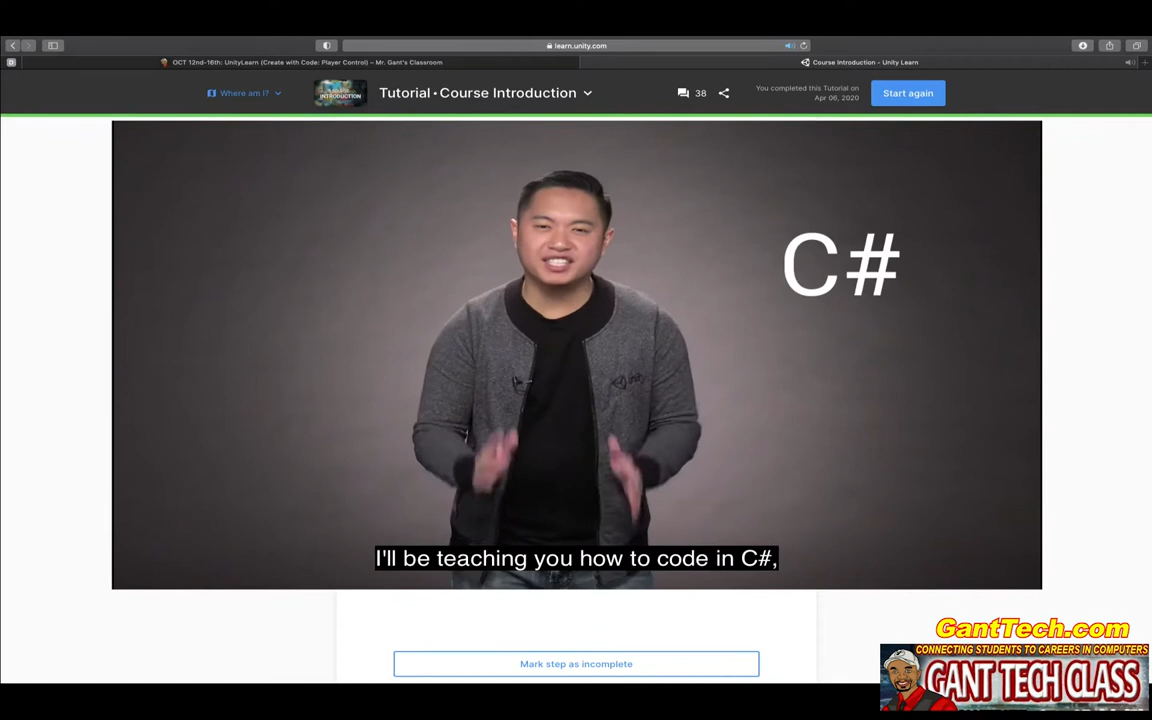 learn.unity.com
D
OCT 12nd-16th: UnityLearn (Create with Code: Player Control) – Mr. Gant's Classroom
Course Introduction - Unity Learn
Where am I?
INTRODUCTION
Tutorial • Course Introduction
38
You completed this Tutorial on
Apr 06, 2020
Start again
C#
unity
I'll be teaching you how to code in C#,
Mark step as incomplete
GantTech.com
CONNECTING STUDENTS TO CAREERS IN COMPUTERS
GANT TECH CLASS